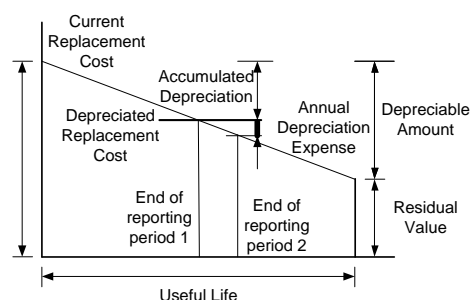 Current
Replacement
Cost
Accumulated
Depreciation
Depreciated
Replacement
Cost
Annual
Depreciation
Expense
Depreciable
Amount
End of
reporting
period 1
End of
reporting
period 2
Residual
Value
Useful Life